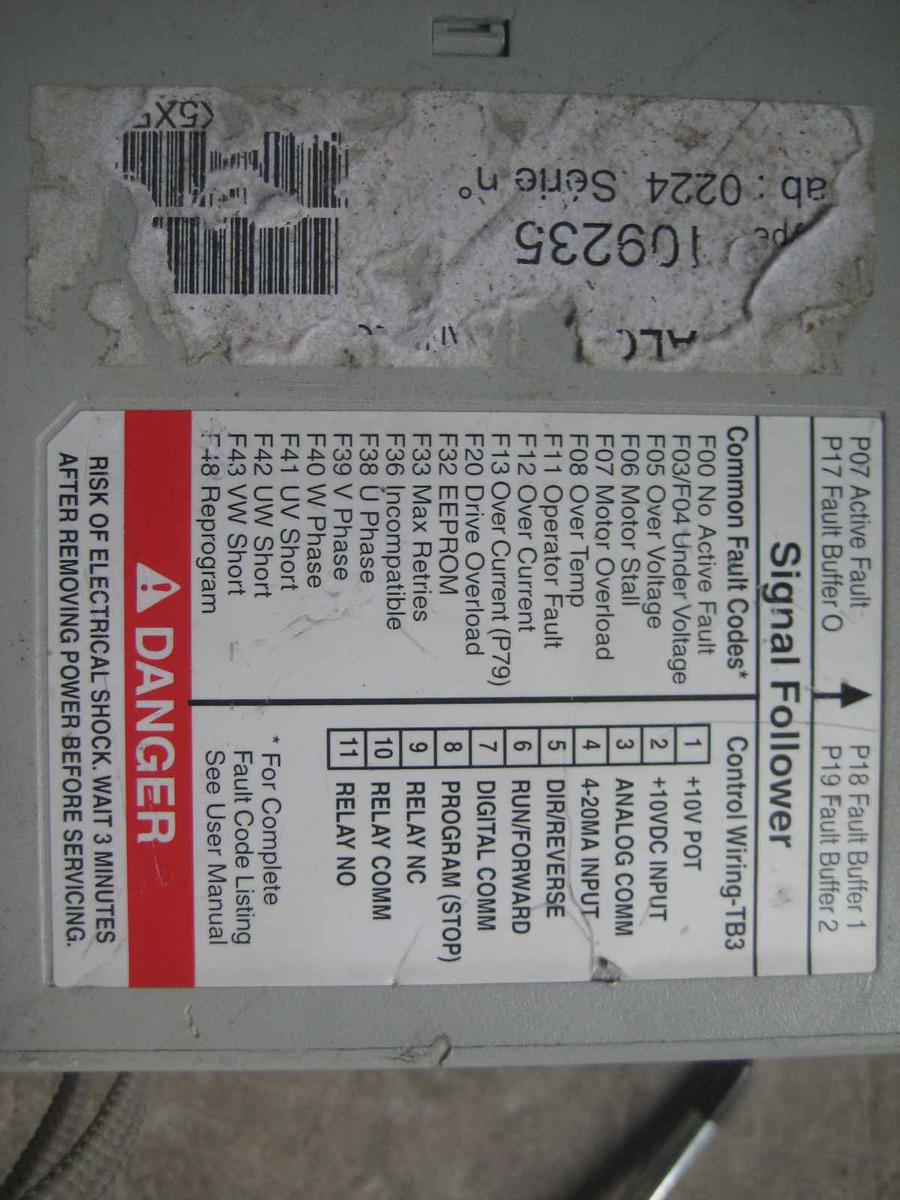 P07 Active Fault
P17 Fault Buffer O
P18 Fault Buffer 1
P19 Fault Buffer 2
Signal Follower
Common Fault Codes*
F00 No Active Fault
F03/F04 Under Voltage
F05 Over Voltage
F06 Motor Stall
F07 Motor Overload
F08 Over Temp
F11 Operator Fault
F12 Over Current
F13 Over Current (P79)
F20 Drive Overload
F32 EEPROM
F33 Max Retries
F36 Incompatible
F38 U Phase
F39 V Phase
F40 W Phase
F41 UV Short
F42 UW Short
F43 VW Short
F48 Reprogram
Control Wiring-TB3
1 +10V POT
2 +10VDC INPUT
3 ANALOG COMM
4 4-20MA INPUT
5 DIR/REVERSE
6 RUN/FORWARD
7 DIGITAL COMM
8 PROGRAM (STOP)
9 RELAY NC
10 RELAY COMM
11 RELAY NO
* For Complete
Fault Code Listing
See User Manual
DANGER
RISK OF ELECTRICAL SHOCK. WAIT 3 MINUTES
AFTER REMOVING POWER BEFORE SERVICING.
109235
ab : 0224 Série n°